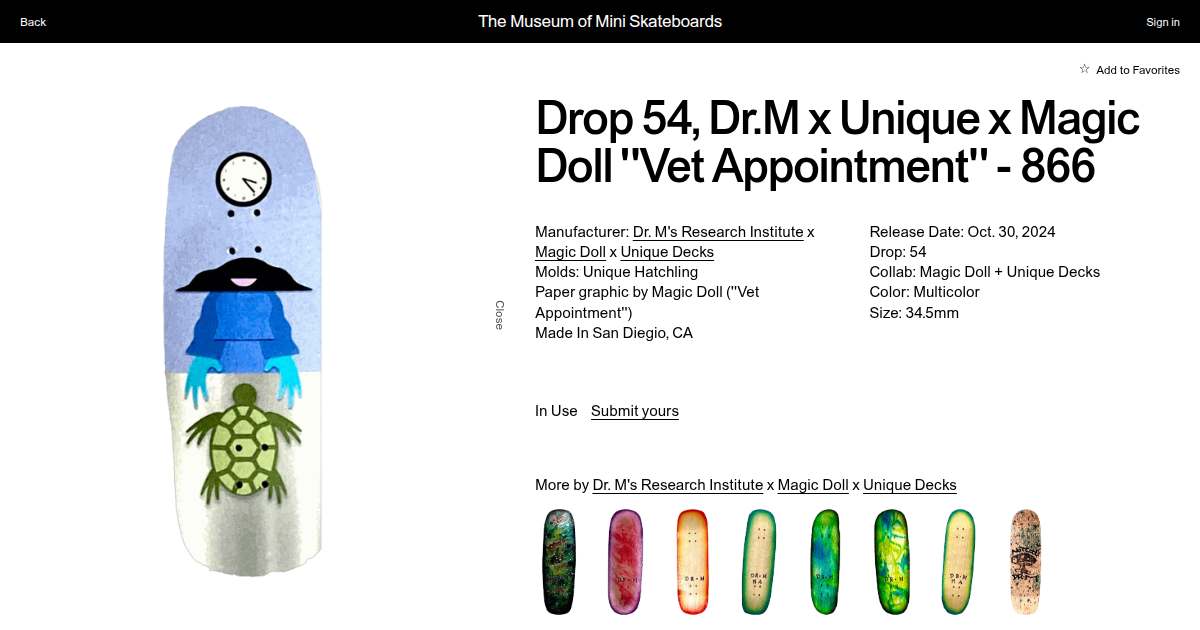 Back
The Museum of Mini Skateboards
Sign in
☆ Add to Favorites
Drop 54, Dr.M x Unique x Magic
Doll "Vet Appointment" - 866
Manufacturer: Dr. M's Research Institute x
Magic Doll x Unique Decks
Molds: Unique Hatchling
Paper graphic by Magic Doll ("Vet
Appointment")
Made In San Diegio, CA
Release Date: Oct. 30, 2024
Drop: 54
Collab: Magic Doll + Unique Decks
Color: Multicolor
Size: 34.5mm
Close
In Use Submit yours
More by Dr. M's Research Institute x Magic Doll x Unique Decks